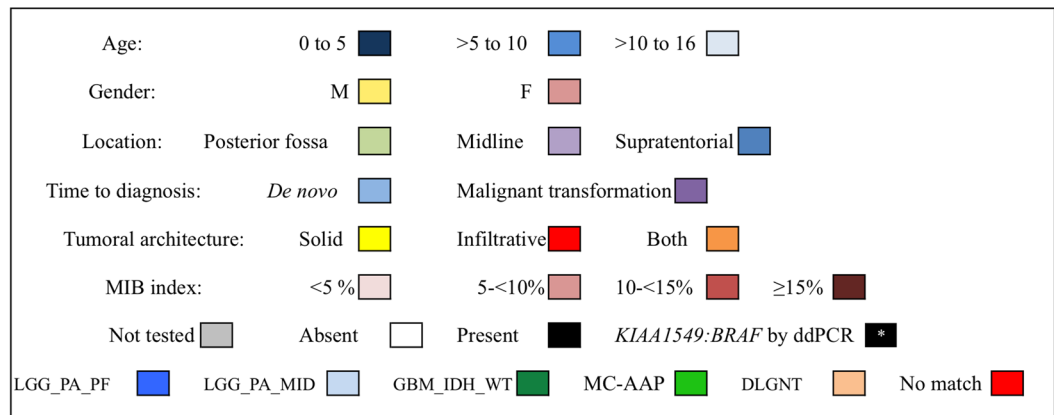 Age: 0 to 5 >5 to 10 >10 to 16
Gender: M F
Location: Posterior fossa Midline Supratentorial
Time to diagnosis: De novo Malignant transformation
Tumoral architecture: Solid Infiltrative Both
MIB index: <5 % 5-<10% 10-<15% ≥15%
Not tested Absent Present KIAA1549:BRAF by ddPCR *
LGG_PA_PF LGG_PA_MID GBM_IDH_WT MC-AAP DLGNT No match